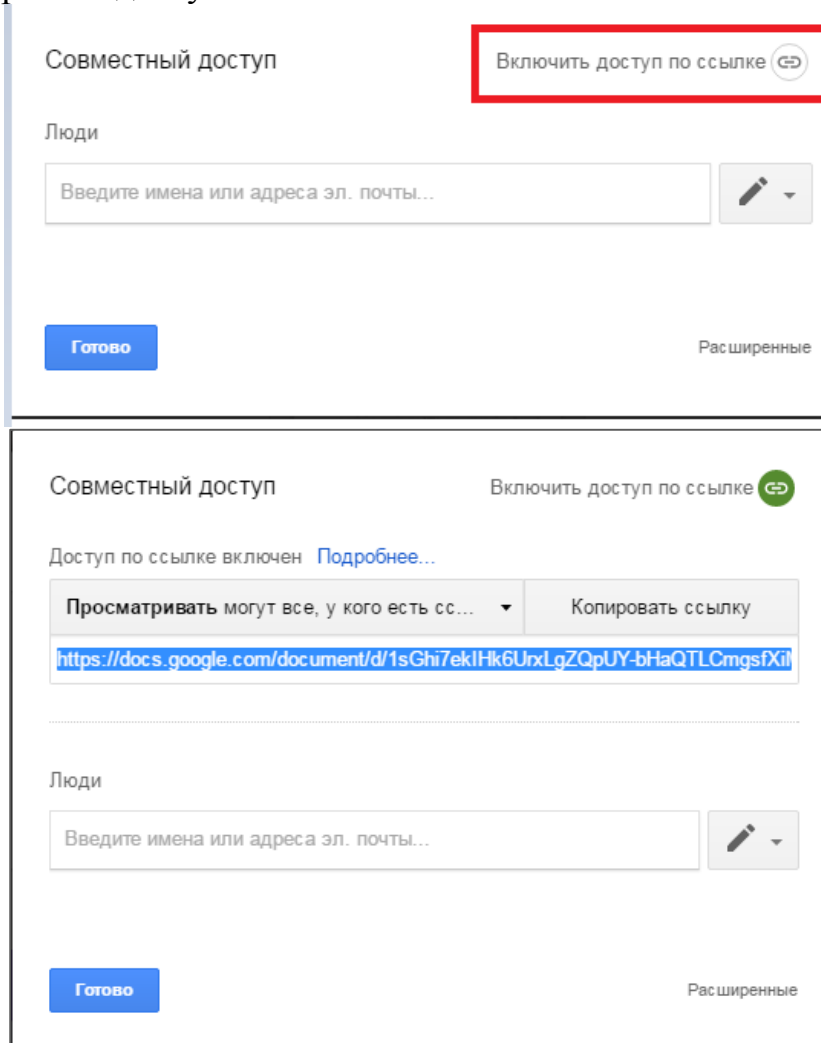 Совместный доступ
Включить доступ по ссылке
Люди
Введите имена или адреса эл. почты...
Готово
Расширенные
Совместный доступ
Включить доступ по ссылке
Доступ по ссылке включен Подробнее...
Просматривать могут все, у кого есть сс...
Копировать ссылку
https://docs.google.com/document/d/1sGhi7ekIHk6UrxLgZQpUY-bHaQTLCmgsfXiM
Люди
Введите имена или адреса эл. почты...
Готово
Расширенные